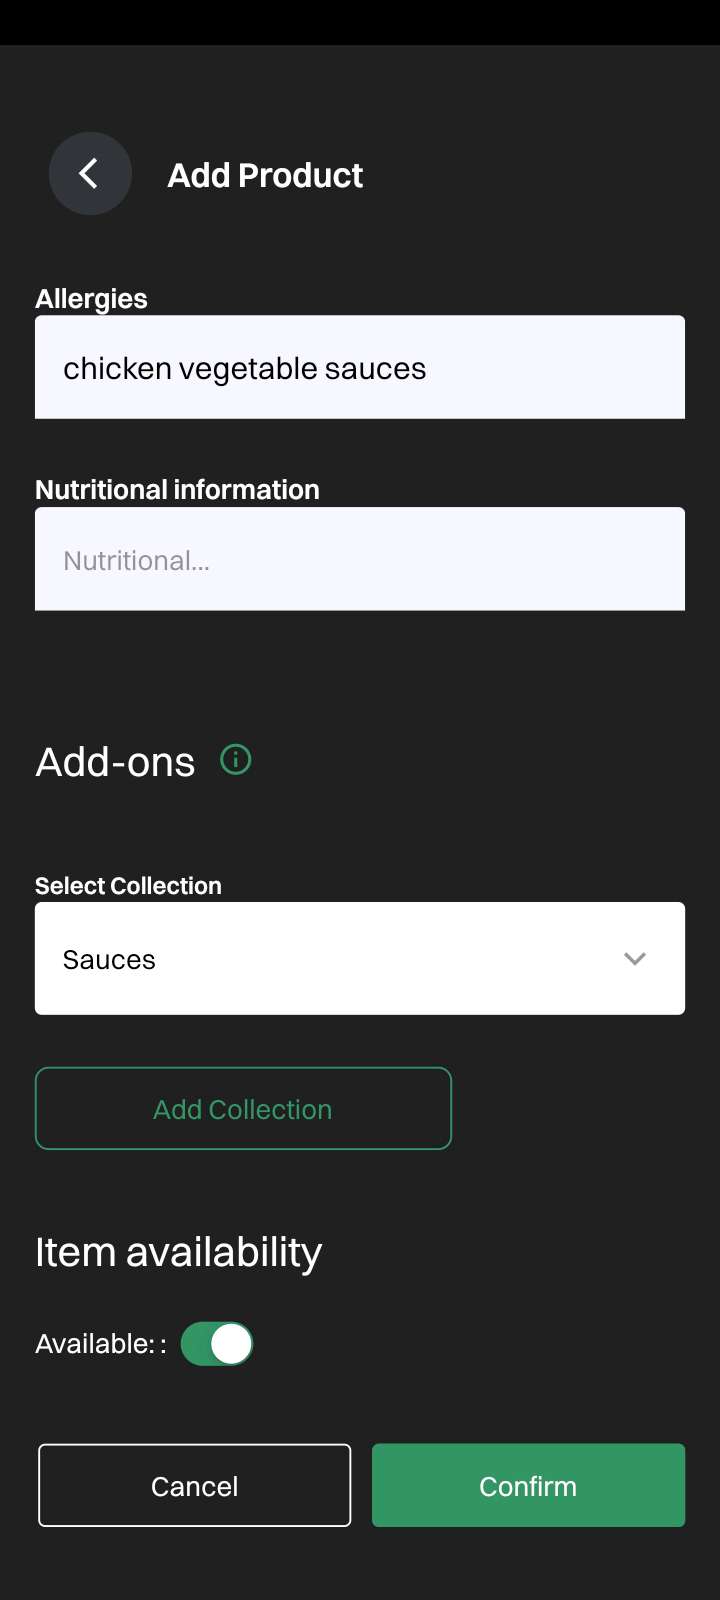 Add Product
Allergies
chicken vegetable sauces
Nutritional information
Nutritional...
Add-ons
Select Collection
Sauces
Add Collection
Item availability
Available: :
Cancel
Confirm